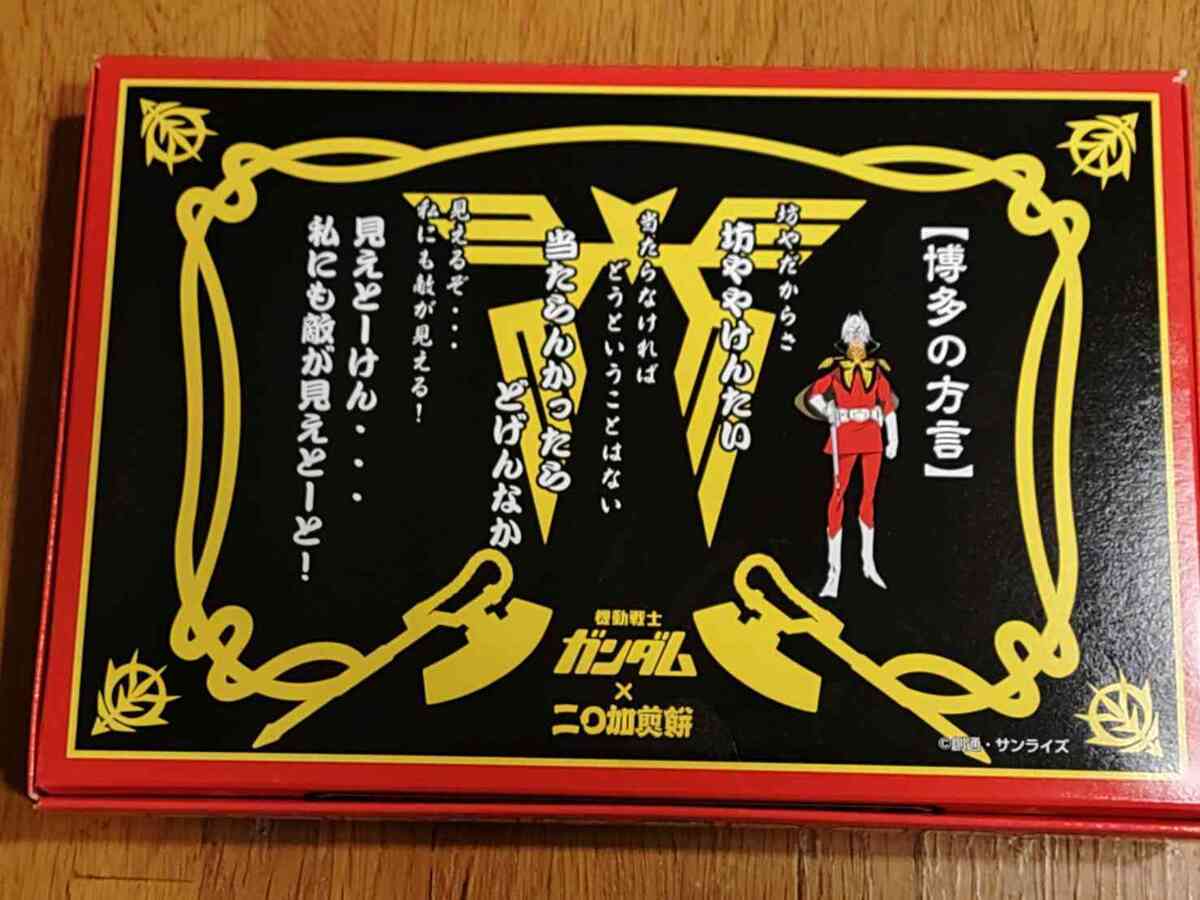 【博多の方言】
坊やだからさ
坊ややけんたい
当たらなければ
どうということはない
当たらんかったら
どげんなか
見えるぞ・・・
私にも敵が見える！
見えとーけん・・・
私にも敵が見えとーと！
機動戦士
ガンダム
×
二〇加煎餅
©創通・サンライズ